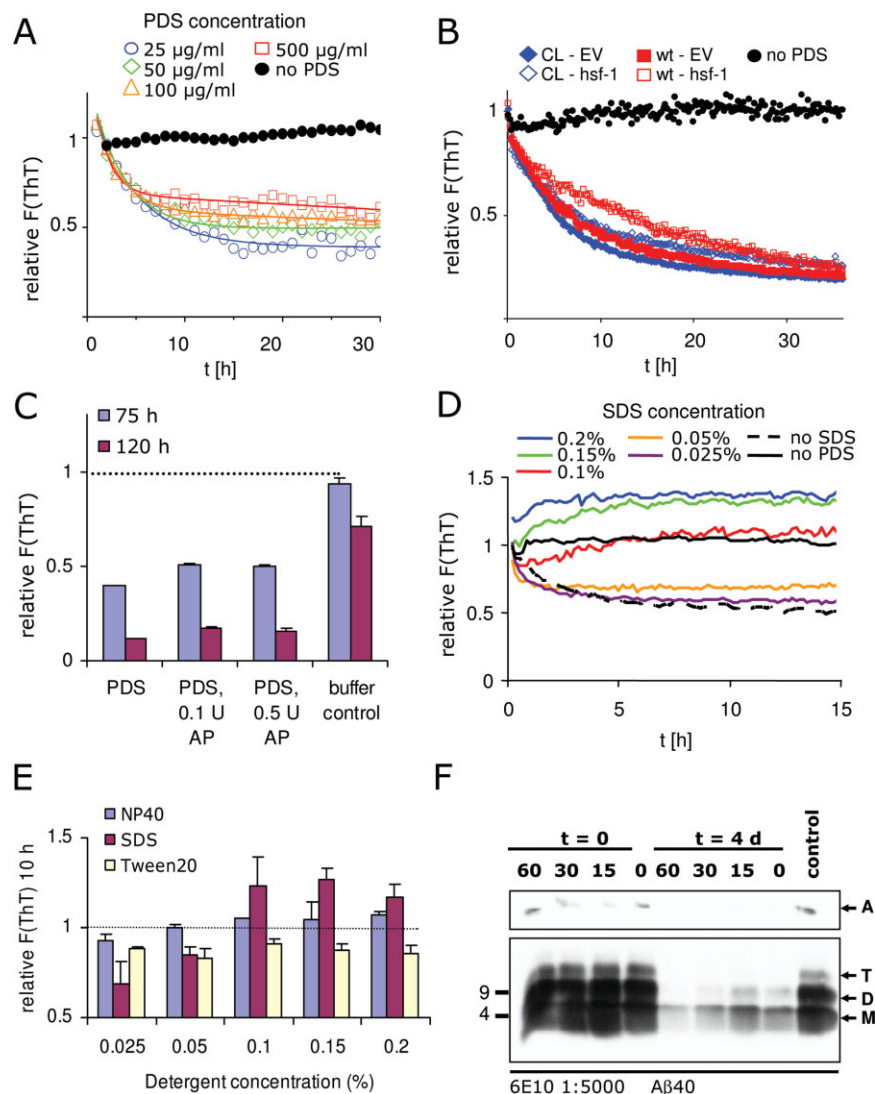 A
PDS concentration
25 µg/ml
500 µg/ml
50 µg/ml
no PDS
100 µg/ml
relative F(ThT)
1
0.5
0
10
20
30
t [h]
B
CL - EV
wt - EV
no PDS
CL - hsf-1
wt - hsf-1
relative F(ThT)
1
0.5
0
10
20
30
t [h]
C
75 h
120 h
relative F(ThT)
1
0.5
0
PDS
PDS, 0.1 U AP
PDS, 0.5 U AP
buffer control
D
SDS concentration
0.2%
0.05%
no SDS
0.15%
0.025%
no PDS
0.1%
relative F(ThT)
1.5
1
0.5
0
0
5
10
15
t [h]
E
NP40
SDS
Tween20
relative F(ThT) 10 h
1.5
1
0.5
0.025
0.05
0.1
0.15
0.2
Detergent concentration (%)
F
t = 0
t = 4 d
control
60 30 15 0 60 30 15 0
A
T
9
D
4
M
6E10 1:5000 Aβ40